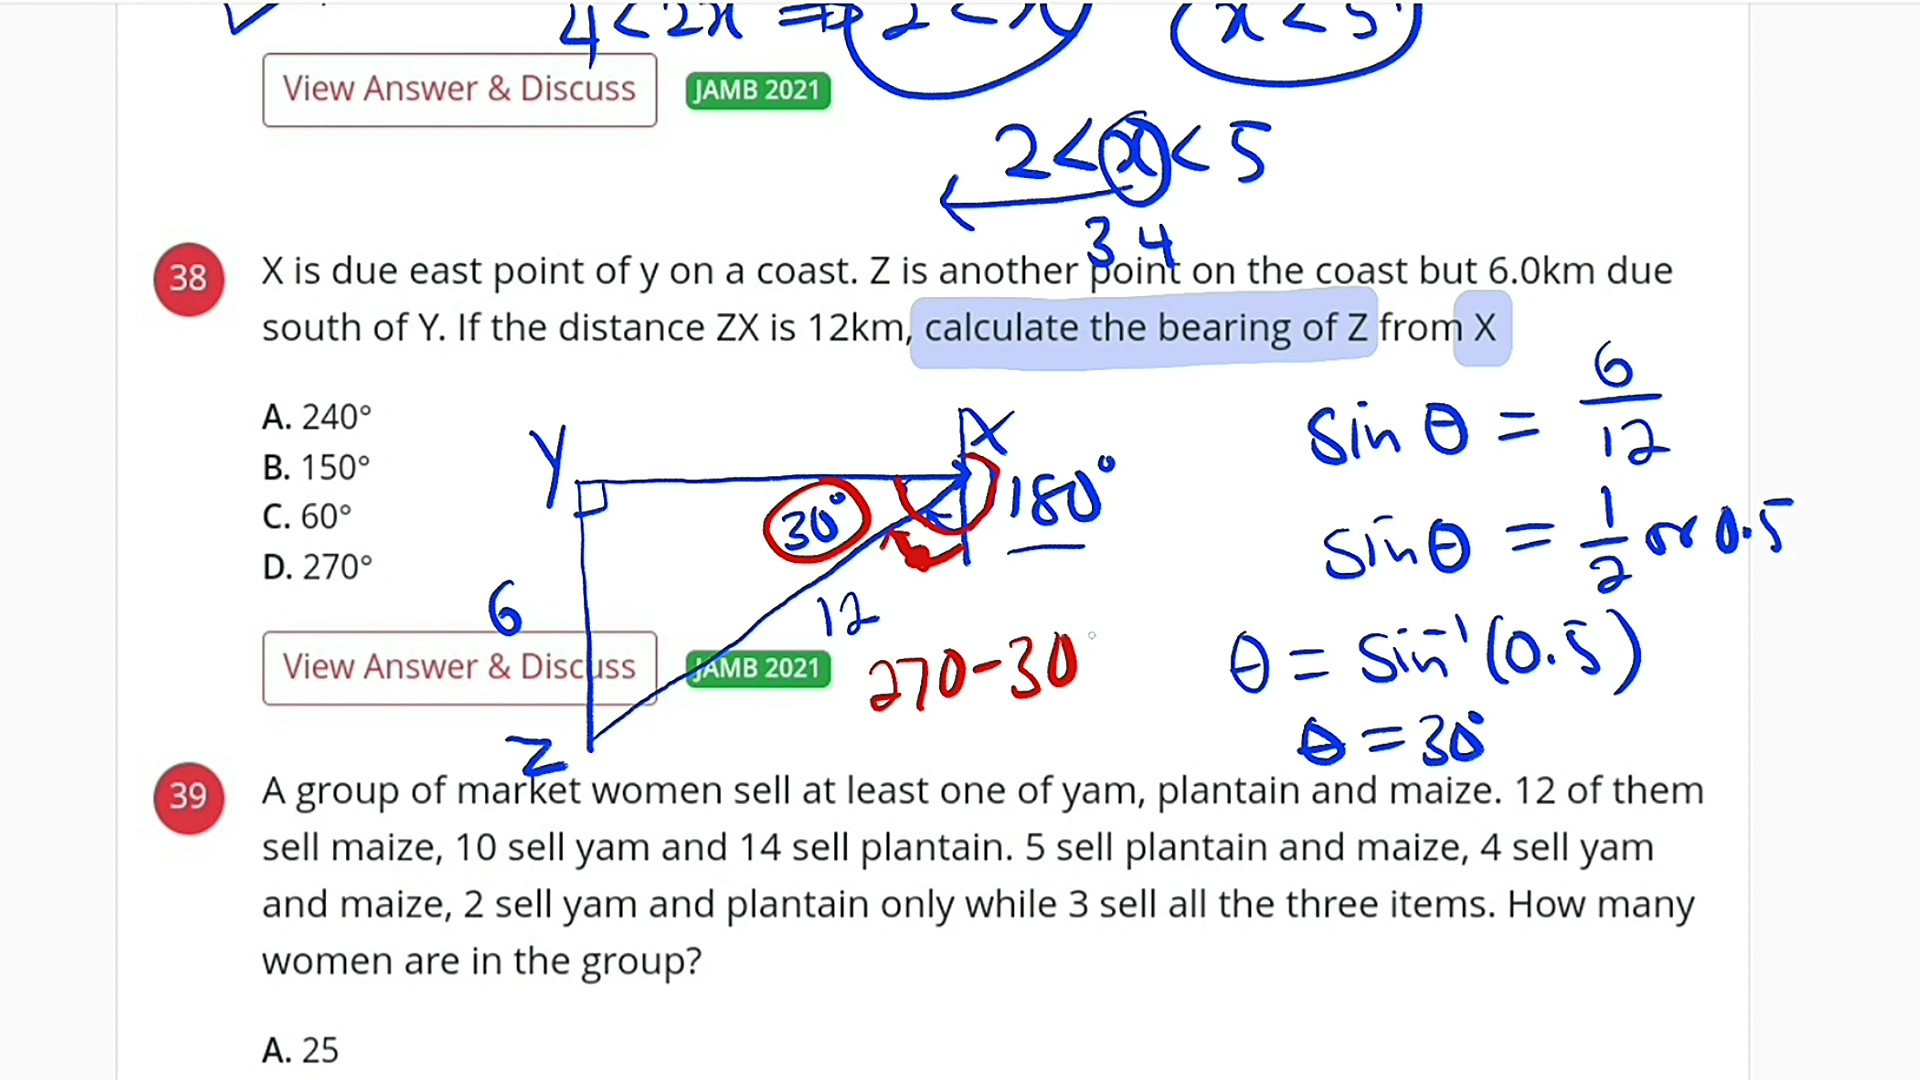 4<2x ⇒ 2<x x<5
View Answer & Discuss JAMB 2021
2<x<5
3 4
38 X is due east point of y on a coast. Z is another point on the coast but 6.0km due
south of Y. If the distance ZX is 12km, calculate the bearing of Z from X
A. 240°
B. 150°
C. 60°
D. 270°
Y X
30° 180°
6 12
Z
270-30
sin θ = 6/12
sin θ = 1/2 or 0.5
θ = sin⁻¹(0.5)
θ = 30°
View Answer & Discuss JAMB 2021
39 A group of market women sell at least one of yam, plantain and maize. 12 of them
sell maize, 10 sell yam and 14 sell plantain. 5 sell plantain and maize, 4 sell yam
and maize, 2 sell yam and plantain only while 3 sell all the three items. How many
women are in the group?
A. 25